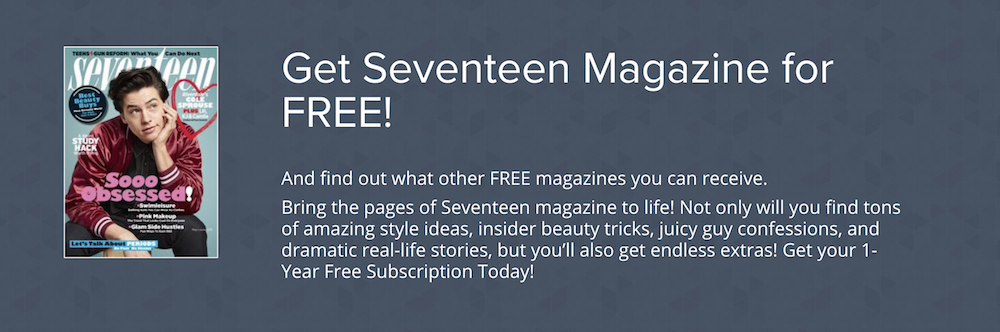 TEENS + GUN REFORM: What You Can Do Next
seventeen
Best
Beauty
Buys
COLE
SPROUSE
PLUS LILI,
KJ & Camila
STUDY
HACK
Sooo
Obsessed!
+Swimleisure
+Pink Makeup
+Glam Side Hustles
Let's Talk About PERIODS
Get Seventeen Magazine for
FREE!
And find out what other FREE magazines you can receive.
Bring the pages of Seventeen magazine to life! Not only will you find tons
of amazing style ideas, insider beauty tricks, juicy guy confessions, and
dramatic real-life stories, but you’ll also get endless extras! Get your 1-
Year Free Subscription Today!